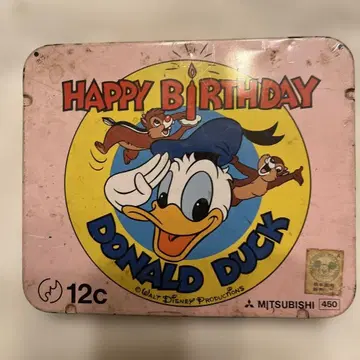 HAPPY BIRTHDAY
DONALD DUCK
© WALT DISNEY PRODUCTIONS
12c
MITSUBISHI 450